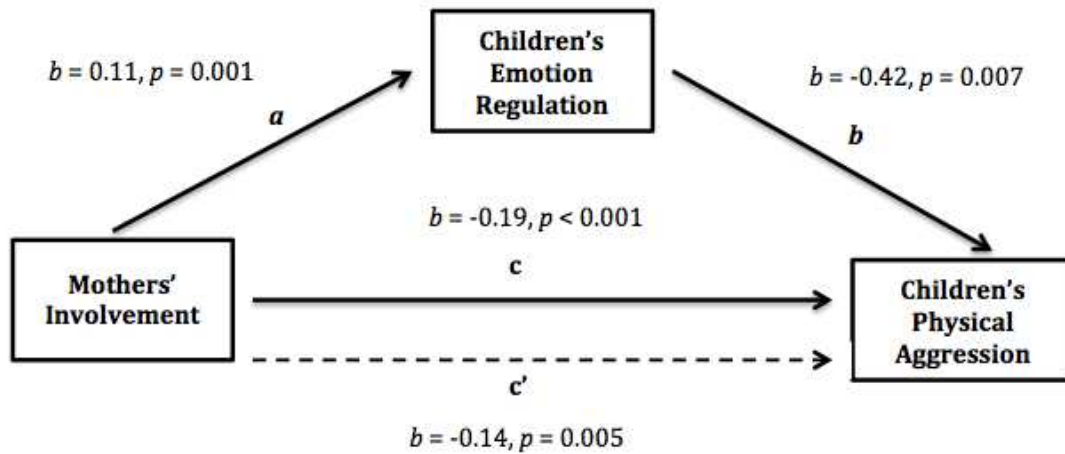 Children's
Emotion
Regulation
b = 0.11, p = 0.001
b = -0.42, p = 0.007
a
b
b = -0.19, p < 0.001
c
Mothers'
Involvement
Children's
Physical
Aggression
c'
b = -0.14, p = 0.005